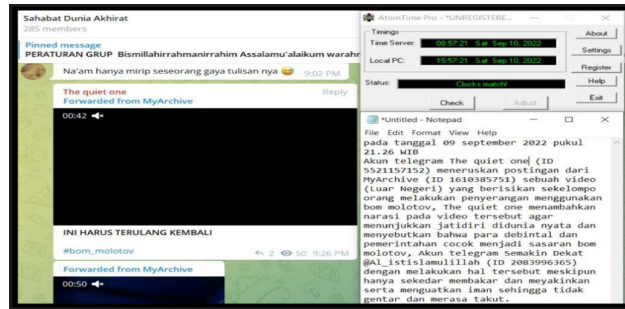 Sahabat Dunia Akhirat
285 members
Pinned message
PERATURAN GRUP Bismillahirrahmanirrahim Assalamu'alaikum warahr
Na'am hanya mirip seseorang gaya tulisan nya 😅 9:02 PM
The quiet one Reply
Forwarded from MyArchive
00:42
INI HARUS TERULANG KEMBALI
#bom_molotov 2 50 9:26 PM
Forwarded from MyArchive
00:50
AtomTime Pro - *UNREGISTERE...
Timings
Time Server: 08:57:21 Sat Sep 10, 2022
Local PC: 15:57:21 Sat Sep 10, 2022
Status: Clocks match!
Check Adjust
About
Settings
Register
Help
Exit
*Untitled - Notepad
File Edit Format View Help
pada tanggal 09 september 2022 pukul
21.26 WIB
Akun telegram The quiet one (ID
5521157152) meneruskan postingan dari
MyArchive (ID 1610385751) sebuah video
(Luar Negeri) yang berisikan sekelompo
orang melakukan penyerangan menggunakan
bom molotov, The quiet one menambahkan
narasi pada video tersebut agar
menunjukkan jatidiri didunia nyata dan
menyebutkan bahwa para debintal dan
pemerintahan cocok menjadi sasaran bom
molotov, Akun telegram Semakin Dekat
@Al_istislamulillah (ID 2083996365)
dengan melakukan hal tersebut meskipun
hanya sekedar membakar dan meyakinkan
serta menguatkan iman sehingga tidak
gentar dan merasa takut.